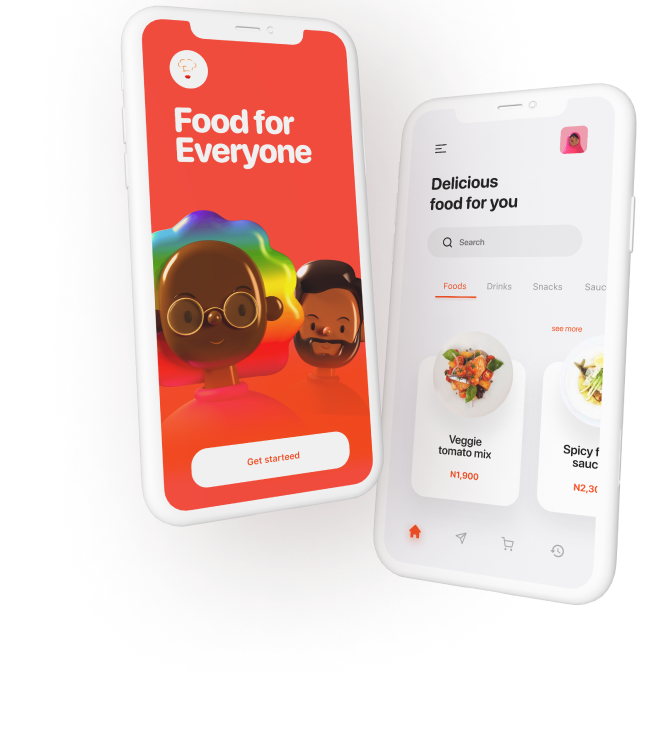 Food for
Everyone
Get starteed
Delicious
food for you
Search
Foods
Drinks
Snacks
Sauc
see more
Veggie
tomato mix
N1,900
Spicy f
sauc
N2,30